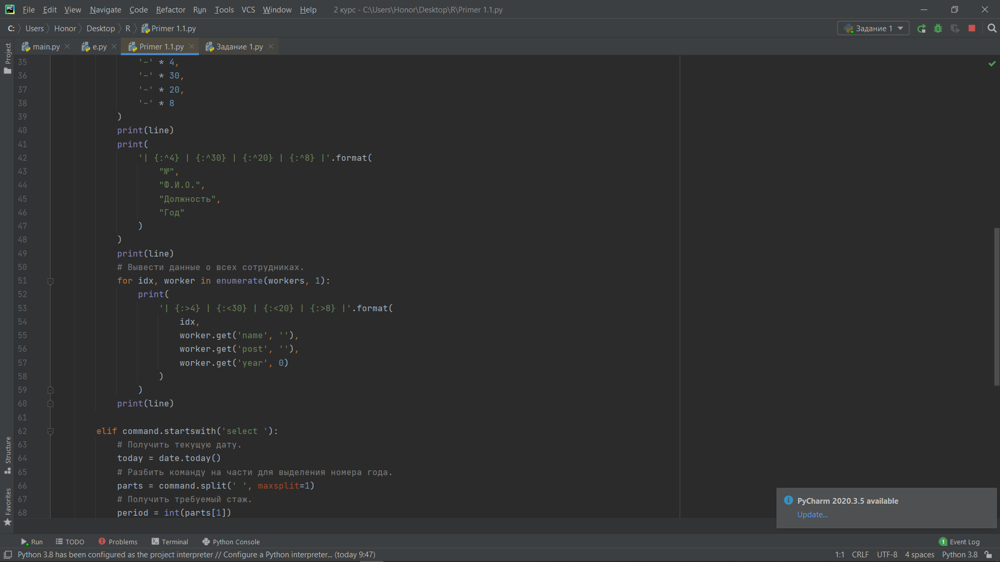 PC File Edit View Navigate Code Refactor Run Tools VCS Window Help 2 курс - C:\Users\Honor\Desktop\R\Primer 1.1.py
C: Users Honor Desktop R Primer 1.1.py Задание 1
main.py e.py Primer 1.1.py Задание 1.py
Project
35 '-' * 4,
36 '-' * 30,
37 '-' * 20,
38 '-' * 8
39 )
40 print(line)
41 print(
42 '| {:^4} | {:^30} | {:^20} | {:^8} |'.format(
43 "№",
44 "Ф.И.О.",
45 "Должность",
46 "Год"
47 )
48 )
49 print(line)
50 # Вывести данные о всех сотрудниках.
51 for idx, worker in enumerate(workers, 1):
52 print(
53 '| {:>4} | {:<30} | {:<20} | {:>8} |'.format(
54 idx,
55 worker.get('name', ''),
56 worker.get('post', ''),
57 worker.get('year', 0)
58 )
59 )
60 print(line)
61
62 elif command.startswith('select '):
63 # Получить текущую дату.
64 today = date.today()
65 # Разбить команду на части для выделения номера года.
66 parts = command.split(' ', maxsplit=1)
67 # Получить требуемый стаж.
68 period = int(parts[1])
Structure
Favorites
PyCharm 2020.3.5 available
Update...
Run TODO Problems Terminal Python Console 1 Event Log
Python 3.8 has been configured as the project interpreter // Configure a Python interpreter... (today 9:47) 1:1 CRLF UTF-8 4 spaces Python 3.8